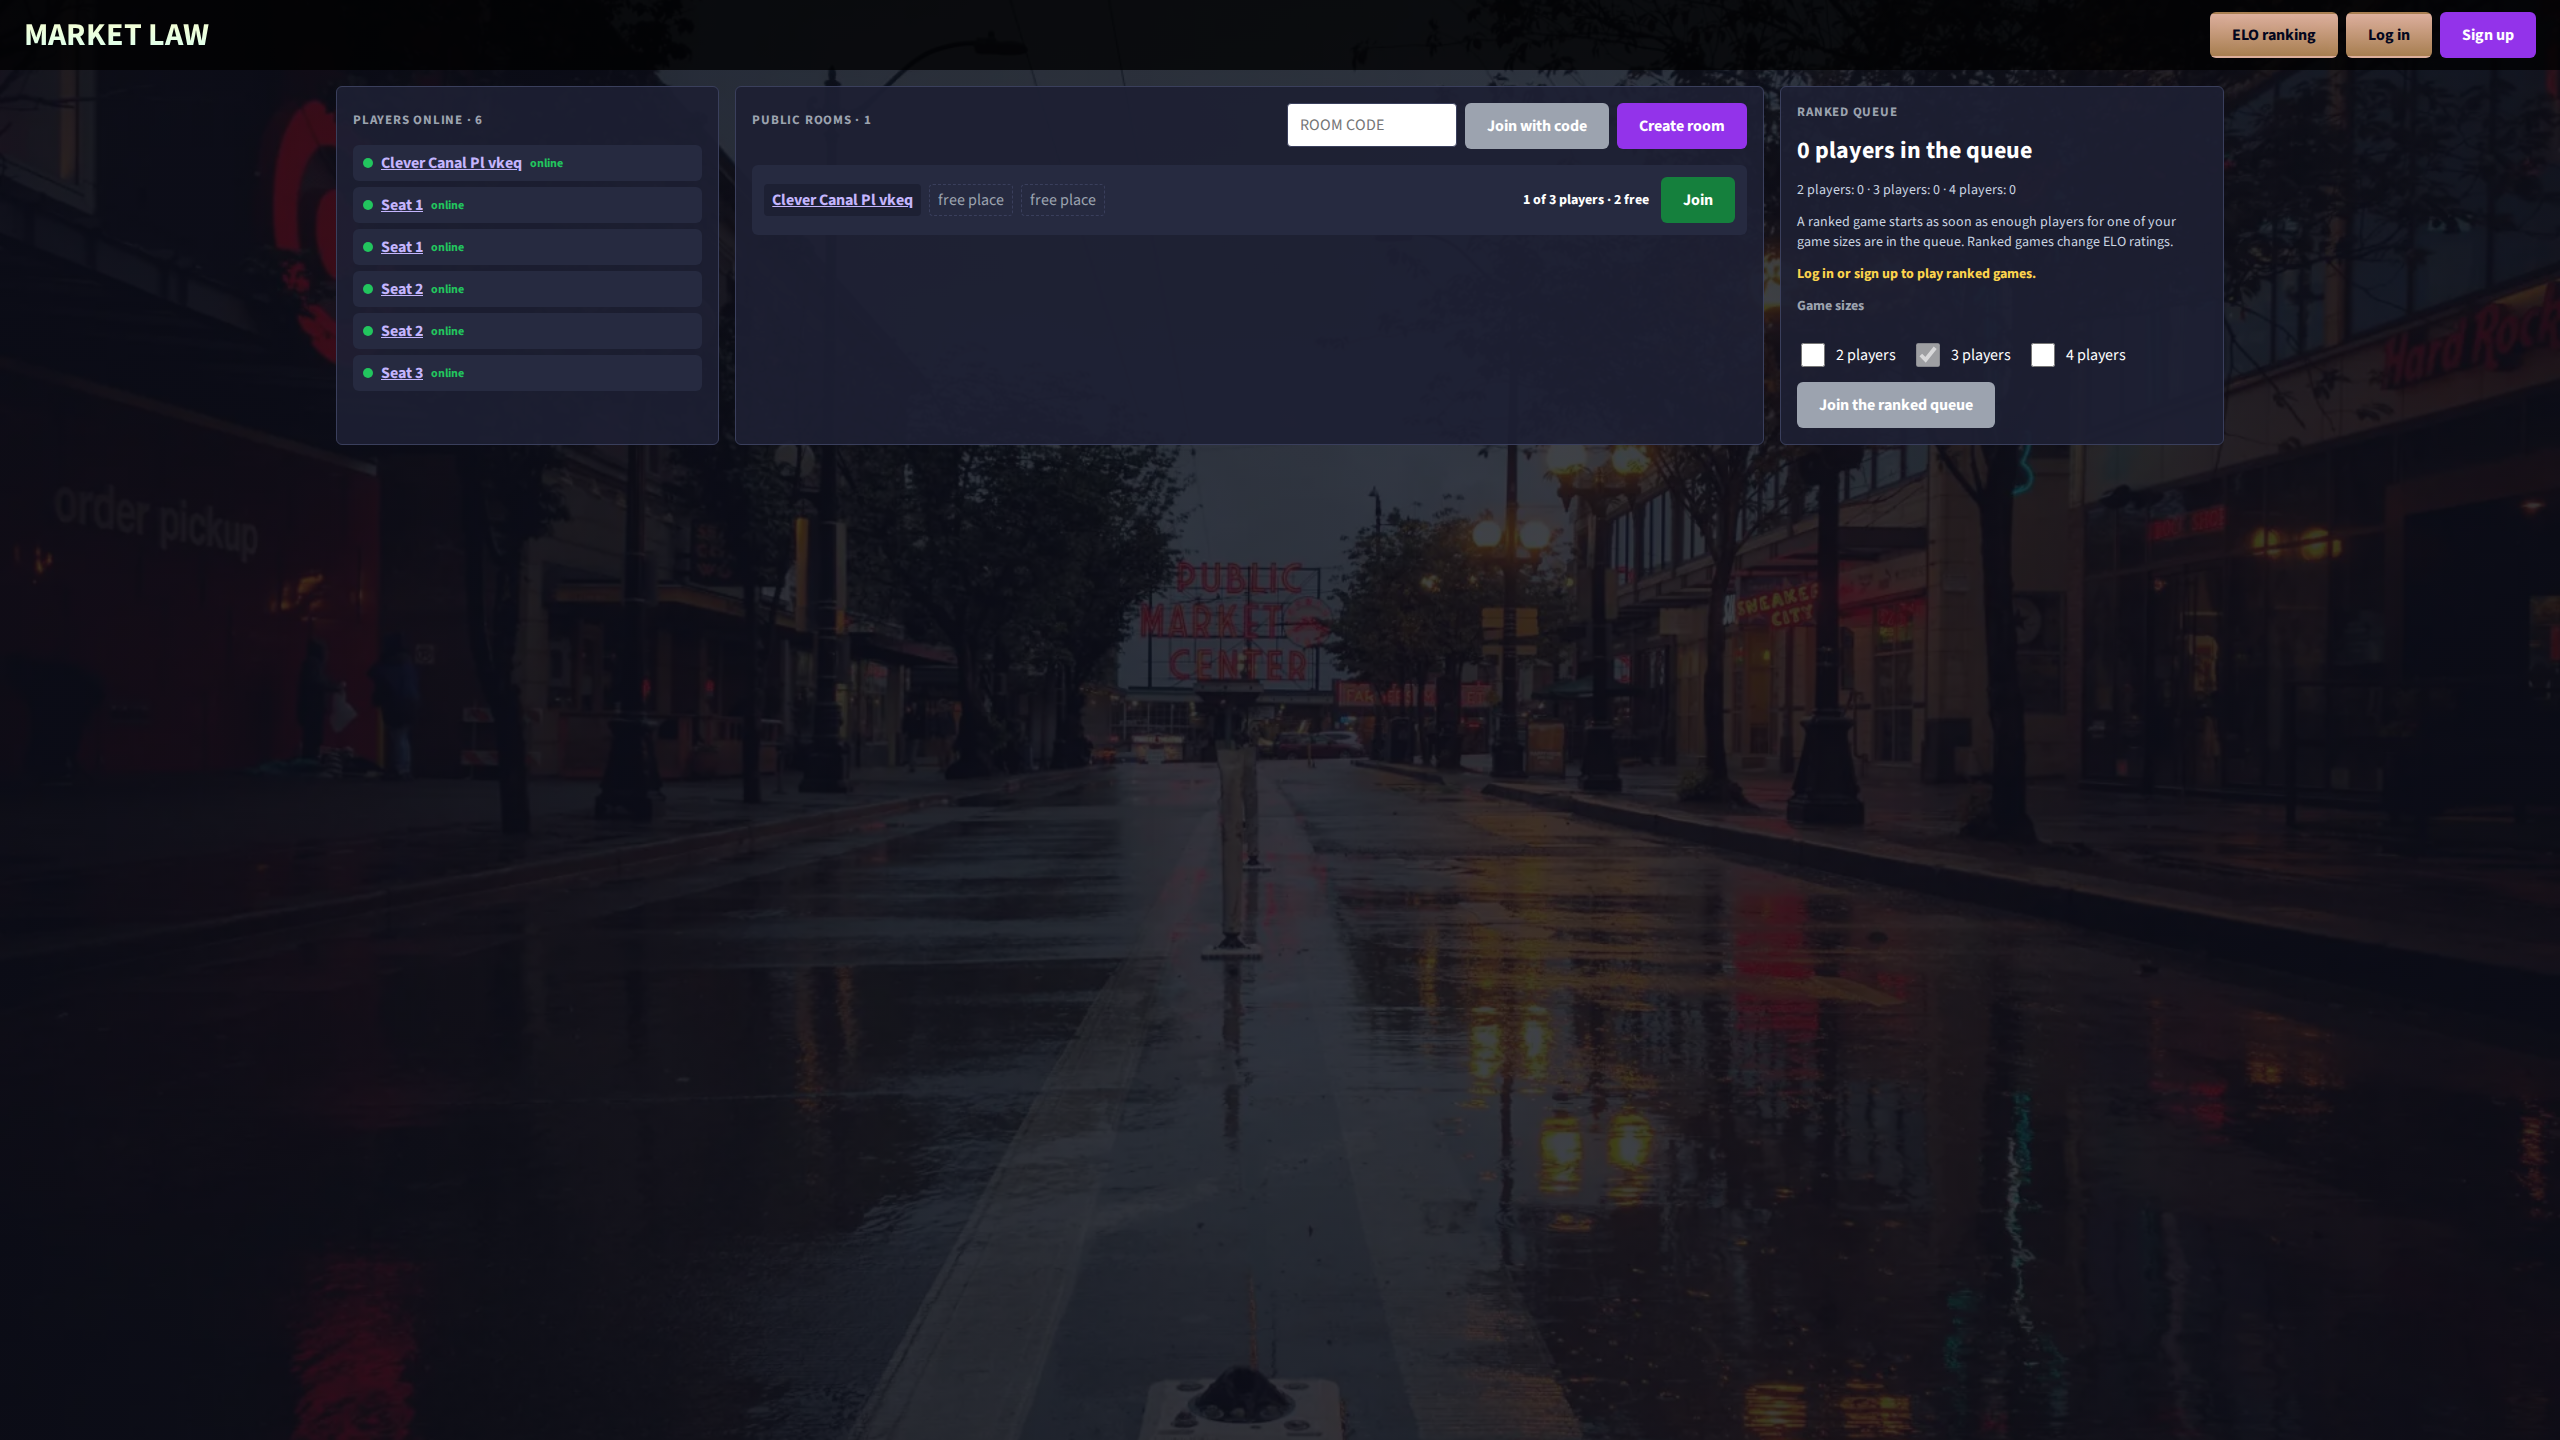 MARKET LAW
ELO ranking
Log in
Sign up
PLAYERS ONLINE · 6
Clever Canal Pl vkeq online
Seat 1 online
Seat 1 online
Seat 2 online
Seat 2 online
Seat 3 online
PUBLIC ROOMS · 1
ROOM CODE
Join with code
Create room
Clever Canal Pl vkeq
free place
free place
1 of 3 players · 2 free
Join
RANKED QUEUE
0 players in the queue
2 players: 0 · 3 players: 0 · 4 players: 0
A ranked game starts as soon as enough players for one of your
game sizes are in the queue. Ranked games change ELO ratings.
Log in or sign up to play ranked games.
Game sizes
2 players
3 players
4 players
Join the ranked queue
Hard Rock
order pickup
PUBLIC
MARKET
CENTER
SNEAKER
CITY